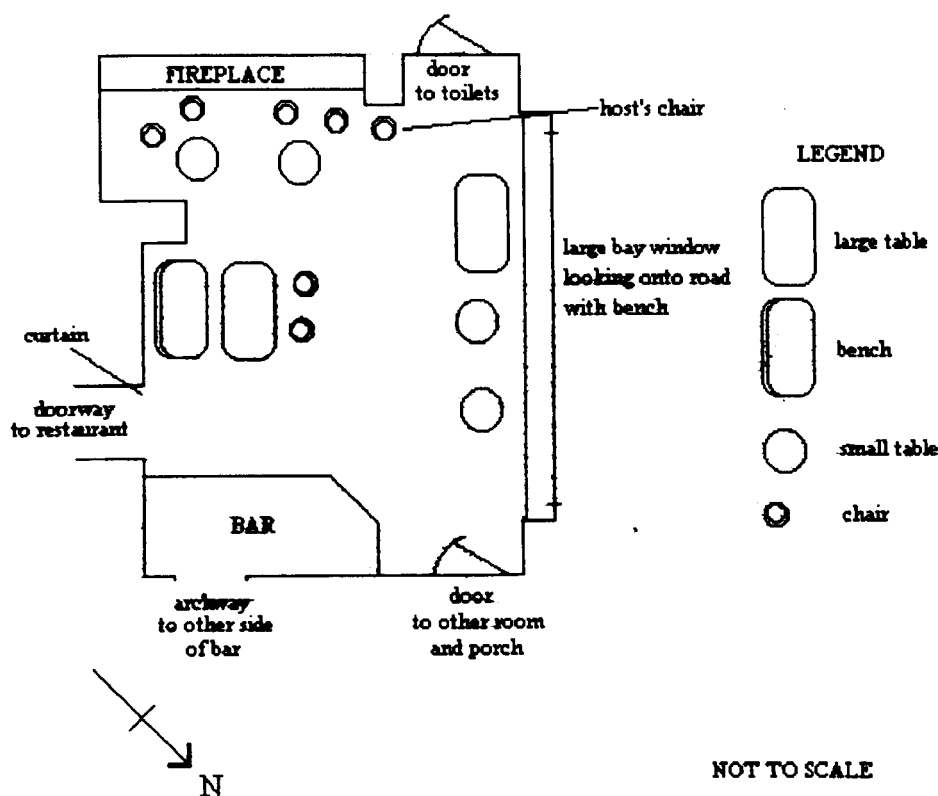 FIREPLACE
door
to toilets
host's chair
LEGEND
large table
large bay window
looking onto road
with bench
curtain
bench
doorway
to restaurant
small table
BAR
chair
archway
to other side
of bar
door
to other room
and porch
N
NOT TO SCALE